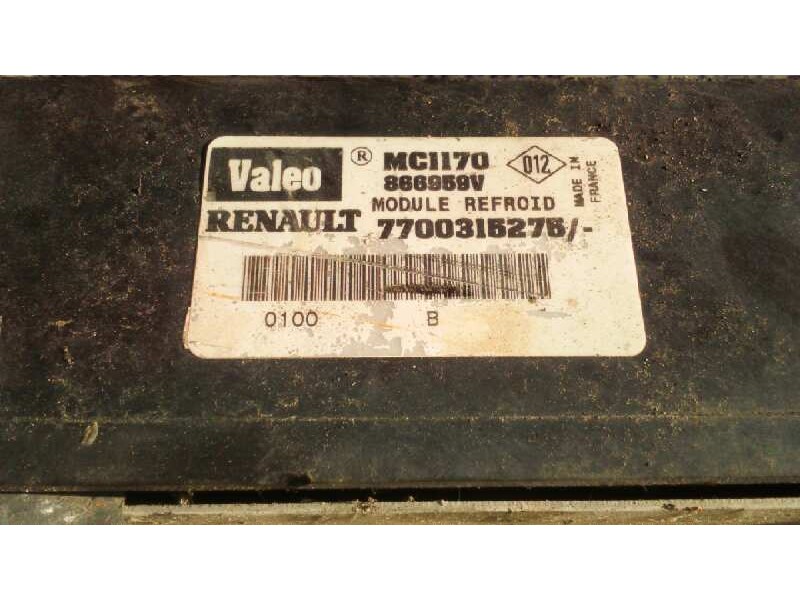 Valeo ® MC1170 012
866959V
MADE IN FRANCE
MODULE REFROID
RENAULT 7700315275/-
0100 B